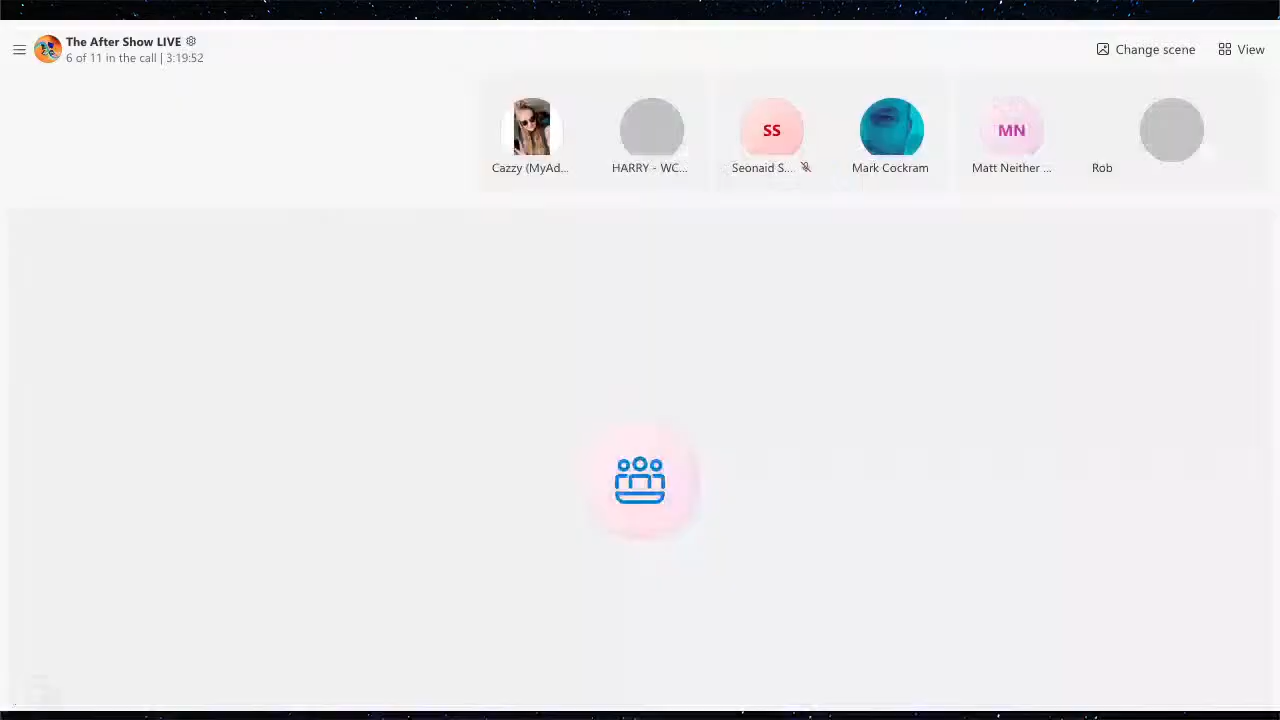 The After Show LIVE
6 of 11 in the call | 3:19:52
Change scene
View
SS
MN
Cazzy (MyAd...
HARRY - WC...
Seonaid S...
Mark Cockram
Matt Neither ...
Rob